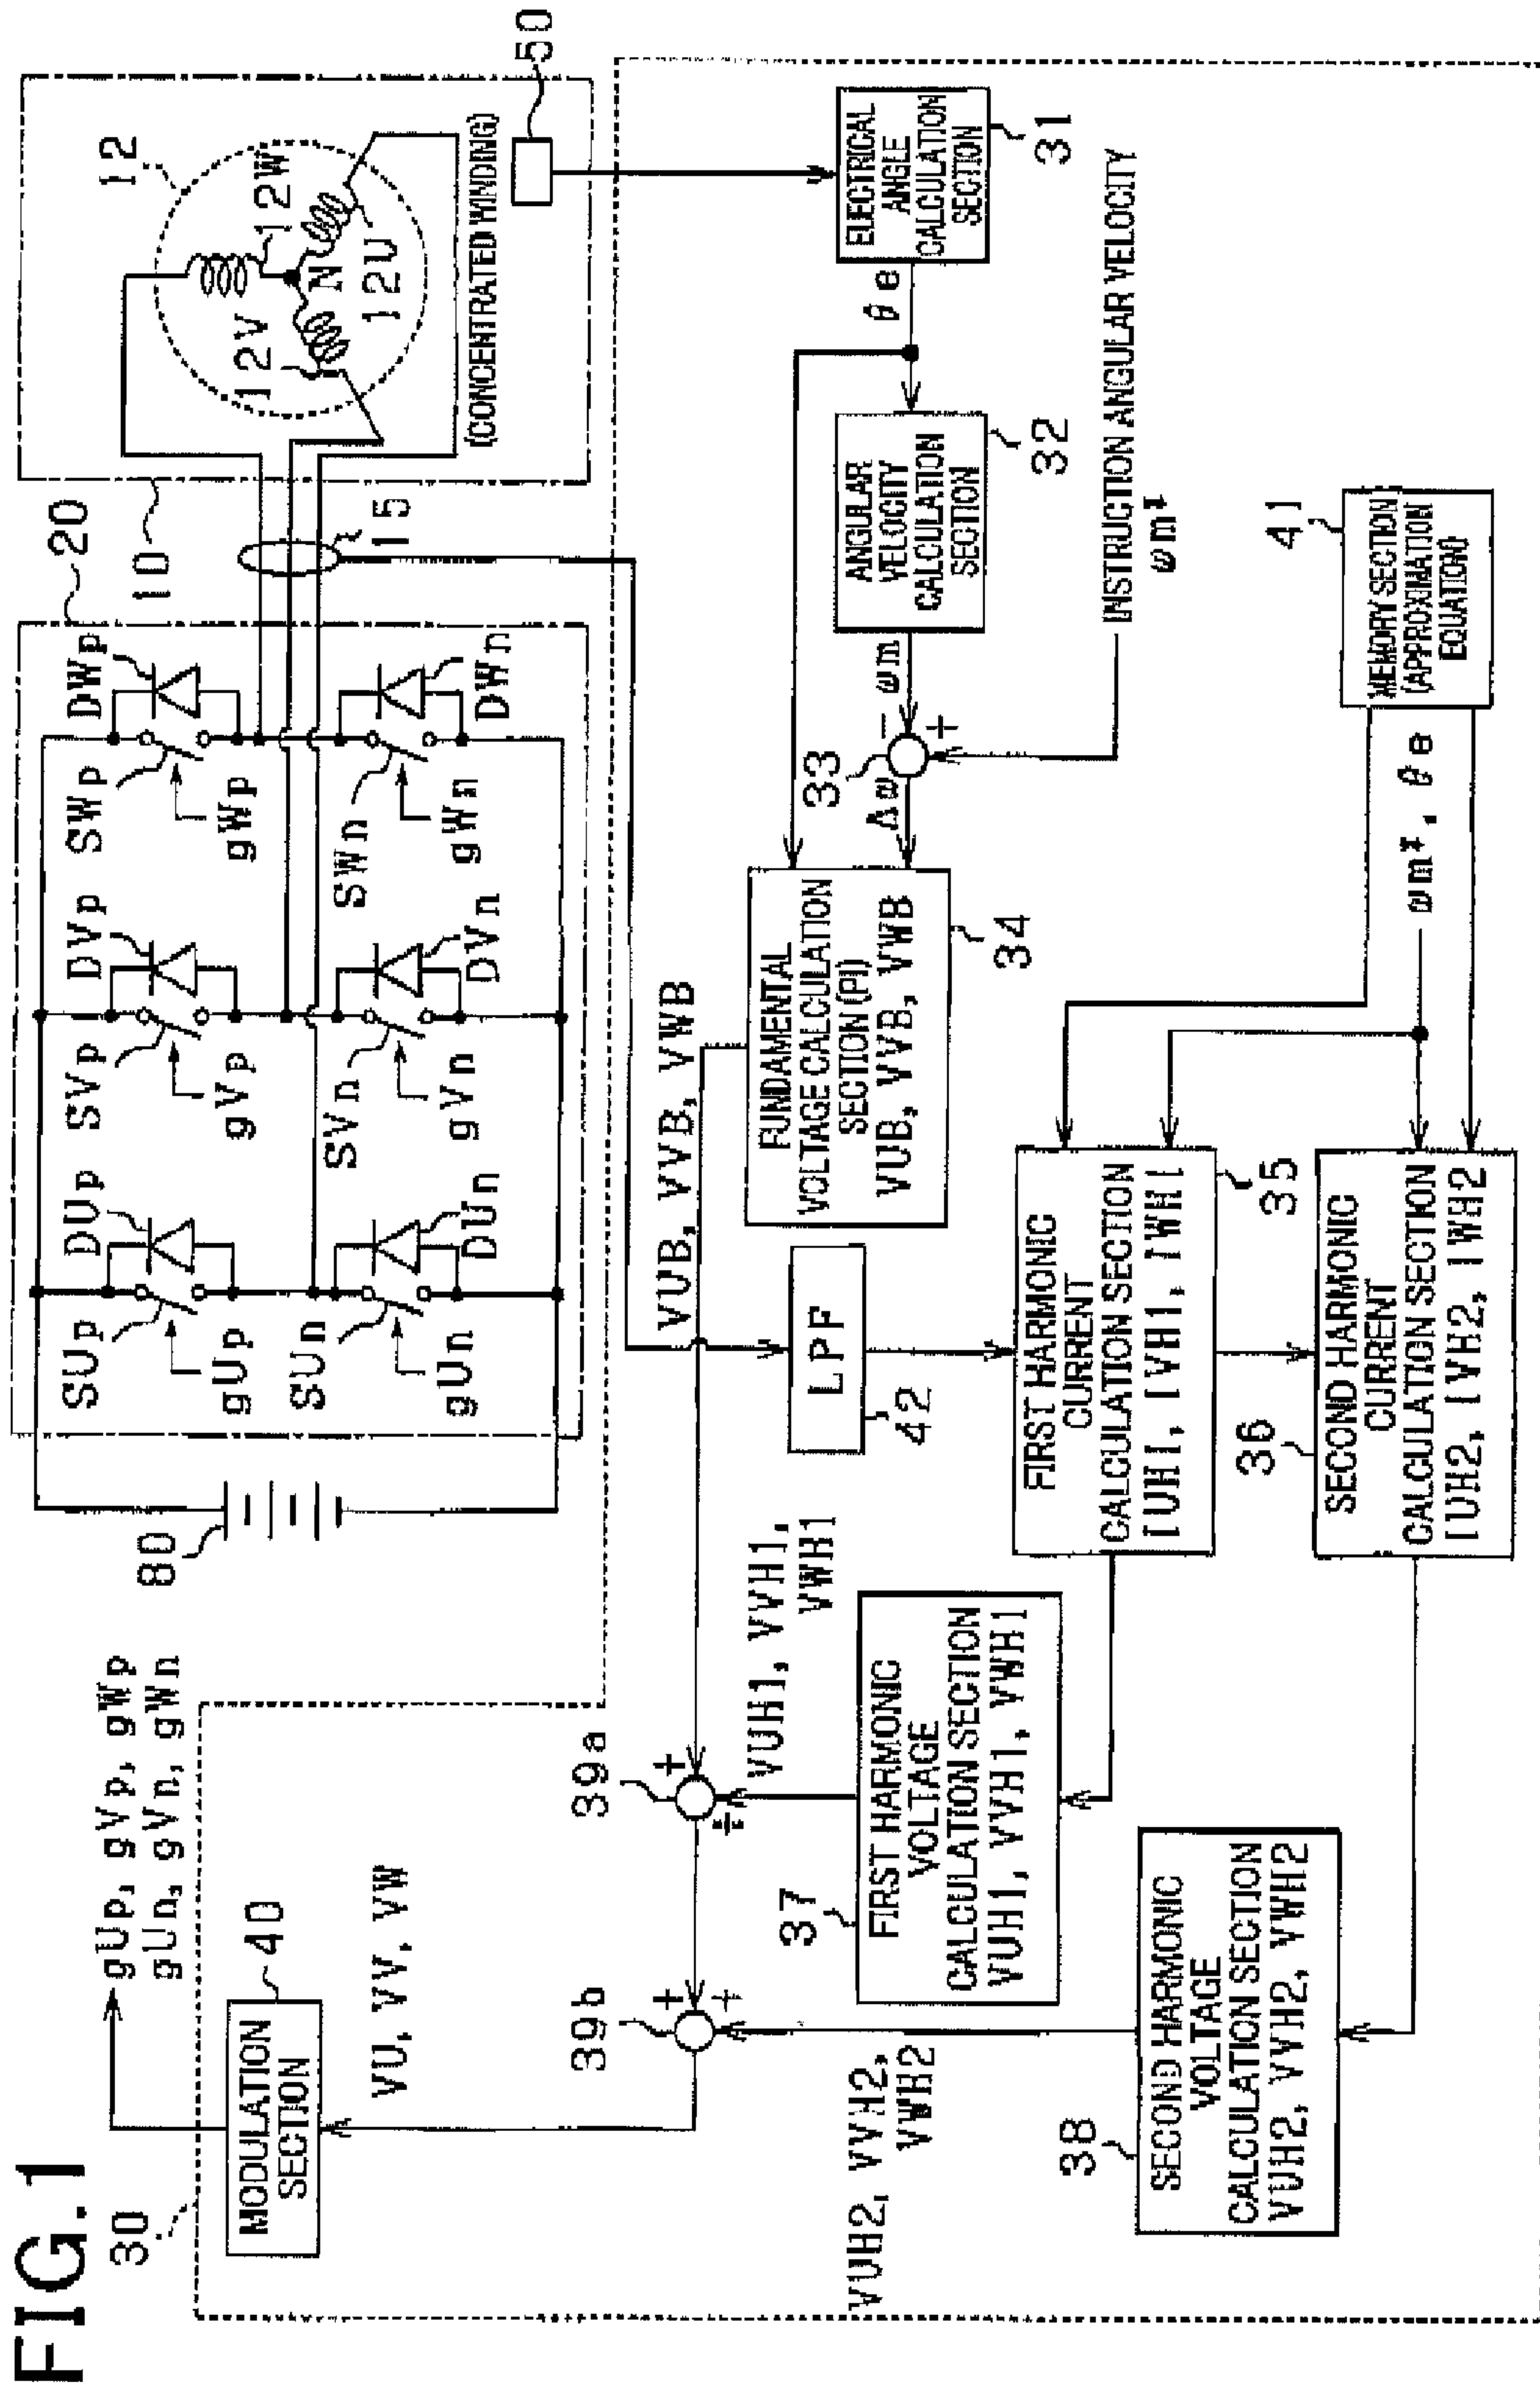 FIG.1
30
gUp, gVp, gWp
gUn, gVn, gWn
MODULATION
SECTION
40
VU, VV, VW
80
20
SUp
DUp
gUp
SUn
DUn
gUn
SVp
DVp
gVp
SVn
DVn
gVn
SWp
DWp
gWp
SWn
DWn
gWn
10
15
12
12V
12W
N
12U
(CONCENTRATED WINDING)
50
39b
39a
VUB, VVB, VWB
VUH1, VVH1,
VWH1
VUH2, VVH2,
VWH2
LPF
42
FUNDAMENTAL
VOLTAGE CALCULATION
SECTION (PI)
VUB, VVB, VWB
34
33
Δω
ωm
−
+
+
+
+
+
ANGULAR
VELOCITY
CALCULATION
SECTION
32
θe
ELECTRICAL
ANGLE
CALCULATION
SECTION
31
INSTRUCTION ANGULAR VELOCITY
ωm*
37
FIRST HARMONIC
VOLTAGE
CALCULATION SECTION
VUH1, VVH1, VWH1
FIRST HARMONIC
CURRENT
CALCULATION SECTION
IUH1, IVH1, IWH1
35
38
SECOND HARMONIC
VOLTAGE
CALCULATION SECTION
VUH2, VVH2, VWH2
36
SECOND HARMONIC
CURRENT
CALCULATION SECTION
IUH2, IVH2, IWH2
ωm*, θe
41
MEMORY SECTION
(APPROXIMATION
EQUATION)